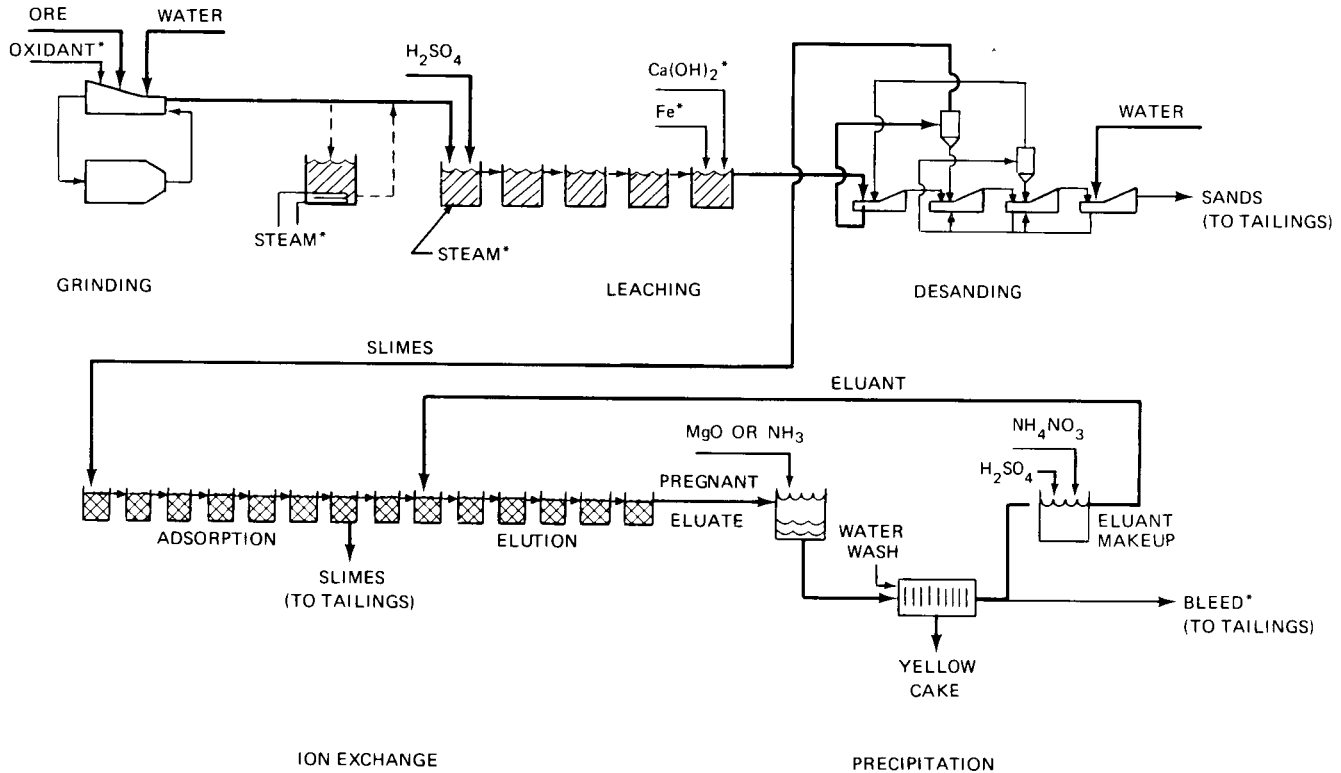 ORE
WATER
OXIDANT*
H2SO4
Ca(OH)2*
Fe*
WATER
STEAM*
STEAM*
SANDS
(TO TAILINGS)
GRINDING
LEACHING
DESANDING
SLIMES
ELUANT
MgO OR NH3
NH4NO3
H2SO4
PREGNANT
ELUATE
ELUANT
MAKEUP
ADSORPTION
ELUTION
WATER
WASH
SLIMES
(TO TAILINGS)
BLEED*
(TO TAILINGS)
YELLOW
CAKE
ION EXCHANGE
PRECIPITATION